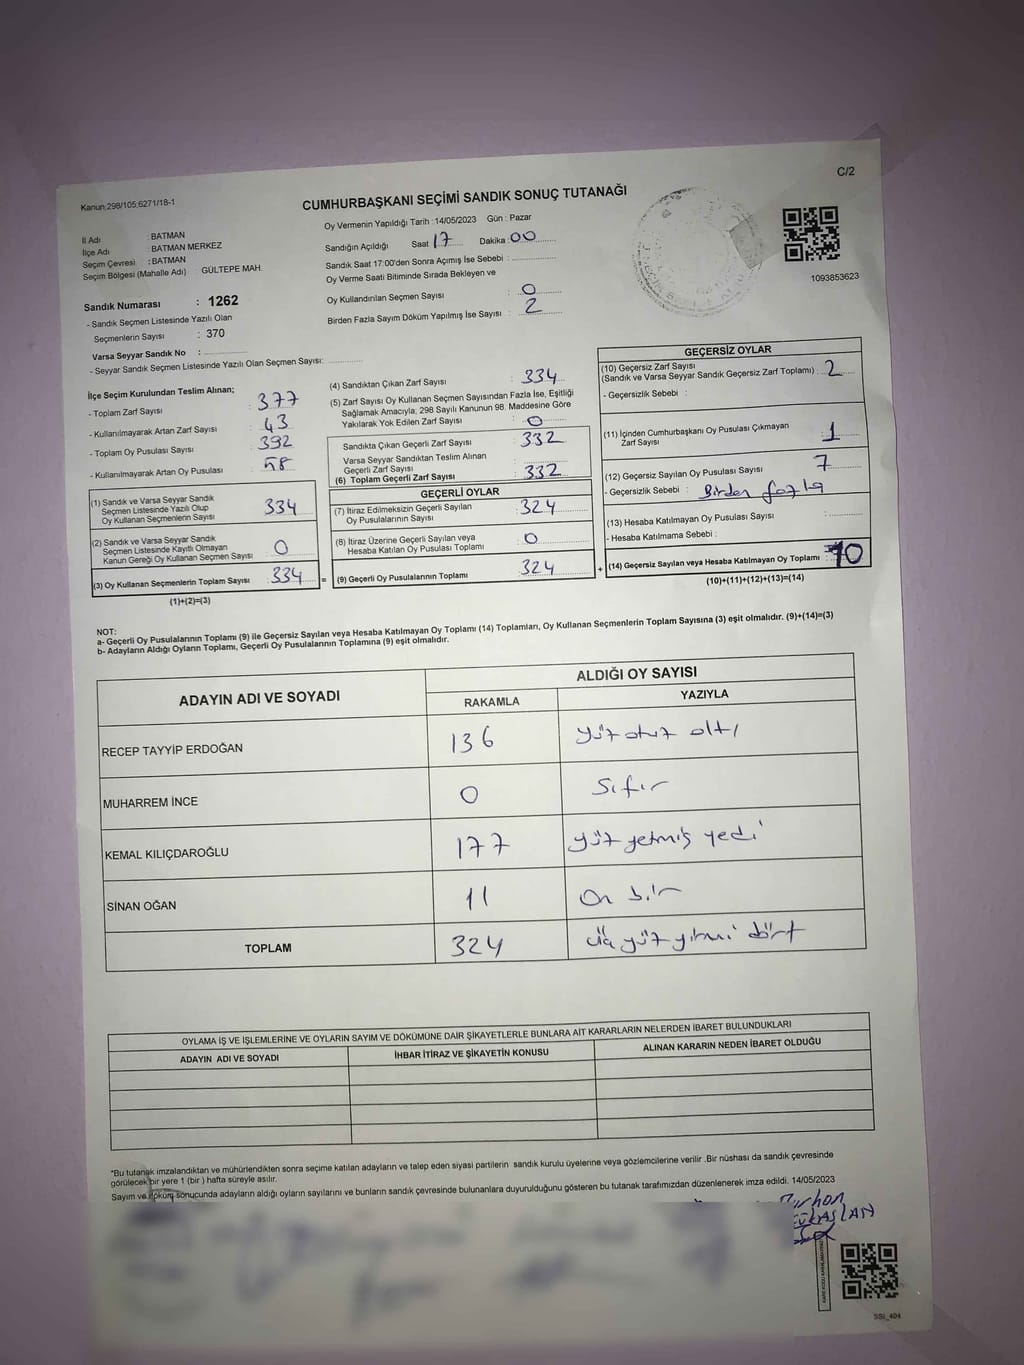 C/2
Kanun:298/105:6271/18-1
CUMHURBAŞKANI SEÇİMİ SANDIK SONUÇ TUTANAĞI
İl Adı : BATMAN
İlçe Adı : BATMAN MERKEZ
Seçim Çevresi : BATMAN
Seçim Bölgesi (Mahalle Adı) GÜLTEPE MAH.
Sandık Numarası : 1262
- Sandık Seçmen Listesinde Yazılı Olan
Seçmenlerin Sayısı : 370
Varsa Seyyar Sandık No :
- Seyyar Sandık Seçmen Listesinde Yazılı Olan Seçmen Sayısı:
Oy Vermenin Yapıldığı Tarih : 14/05/2023 Gün : Pazar
Sandığın Açıldığı Saat 17 Dakika : 00
Sandık Saat 17:00'den Sonra Açımış İse Sebebi :
Oy Verme Saati Bitiminde Sırada Bekleyen ve
Oy Kullandırılan Seçmen Sayısı : 0
Birden Fazla Sayım Döküm Yapılmış İse Sayısı : 2
1093853623
İlçe Seçim Kurulundan Teslim Alınan;
- Toplam Zarf Sayısı : 377
- Kullanılmayarak Artan Zarf Sayısı : 43
- Toplam Oy Pusulası Sayısı : 392
- Kullanılmayarak Artan Oy Pusulası : 58
(1) Sandık ve Varsa Seyyar Sandık
Seçmen Listesinde Yazılı Olup
Oy Kullanan Seçmenlerin Sayısı : 334
(2) Sandık ve Varsa Seyyar Sandık
Seçmen Listesinde Kayıtlı Olmayan
Kanun Gereği Oy Kullanan Seçmen Sayısı : 0
(3) Oy Kullanan Seçmenlerin Toplam Sayısı : 334 =
(1)+(2)=(3)
(4) Sandıktan Çıkan Zarf Sayısı : 334
(5) Zarf Sayısı Oy Kullanan Seçmen Sayısından Fazla İse, Eşitliği
Sağlamak Amacıyla; 298 Sayılı Kanunun 98. Maddesine Göre
Yakılarak Yok Edilen Zarf Sayısı : 0
Sandıkta Çıkan Geçerli Zarf Sayısı : 332
Varsa Seyyar Sandıktan Teslim Alınan
Geçerli Zarf Sayısı :
(6) Toplam Geçerli Zarf Sayısı : 332
GEÇERLİ OYLAR
(7) İtiraz Edilmeksizin Geçerli Sayılan
Oy Pusulalarının Sayısı : 324
(8) İtiraz Üzerine Geçerli Sayılan veya
Hesaba Katılan Oy Pusulası Toplamı : 0
(9) Geçerli Oy Pusulalarının Toplamı : 324 +
GEÇERSİZ OYLAR
(10) Geçersiz Zarf Sayısı
(Sandık ve Varsa Seyyar Sandık Geçersiz Zarf Toplamı) : 2
- Geçersizlik Sebebi :
(11) İçinden Cumhurbaşkanı Oy Pusulası Çıkmayan
Zarf Sayısı : 1
(12) Geçersiz Sayılan Oy Pusulası Sayısı : 7
- Geçersizlik Sebebi : Birden fazla
(13) Hesaba Katılmayan Oy Pusulası Sayısı :
- Hesaba Katılmama Sebebi :
(14) Geçersiz Sayılan veya Hesaba Katılmayan Oy Toplamı : 10
(10)+(11)+(12)+(13)=(14)
NOT:
a- Geçerli Oy Pusulalarının Toplamı (9) ile Geçersiz Sayılan veya Hesaba Katılmayan Oy Toplamı (14) Toplamları, Oy Kullanan Seçmenlerin Toplam Sayısına (3) eşit olmalıdır. (9)+(14)=(3)
b- Adayların Aldığı Oyların Toplamı, Geçerli Oy Pusulalarının Toplamına (9) eşit olmalıdır.
ADAYIN ADI VE SOYADI ALDIĞI OY SAYISI
RAKAMLA YAZIYLA
RECEP TAYYİP ERDOĞAN 136 yüz otuz altı
MUHARREM İNCE 0 Sıfır
KEMAL KILIÇDAROĞLU 177 yüz yetmiş yedi
SİNAN OĞAN 11 On bir
TOPLAM 324 üç yüz yirmi dört
OYLAMA İŞ VE İŞLEMLERİNE VE OYLARIN SAYIM VE DÖKÜMÜNE DAİR ŞİKAYETLERLE BUNLARA AİT KARARLARIN NELERDEN İBARET BULUNDUKLARI
ADAYIN ADI VE SOYADI İHBAR İTİRAZ VE ŞİKAYETİN KONUSU ALINAN KARARIN NEDEN İBARET OLDUĞU
*Bu tutanak imzalandıktan ve mühürlendikten sonra seçime katılan adayların ve talep eden siyasi partilerin sandık kurulu üyelerine veya gözlemcilerine verilir .Bir nüshası da sandık çevresinde
görülecek bir yere 1 (bir ) hafta süreyle asılır.
Sayım ve döküm sonucunda adayların aldığı oyların sayılarını ve bunların sandık çevresinde bulunanlara duyurulduğunu gösteren bu tutanak tarafımızdan düzenlenerek imza edildi. 14/05/2023
SSI_404